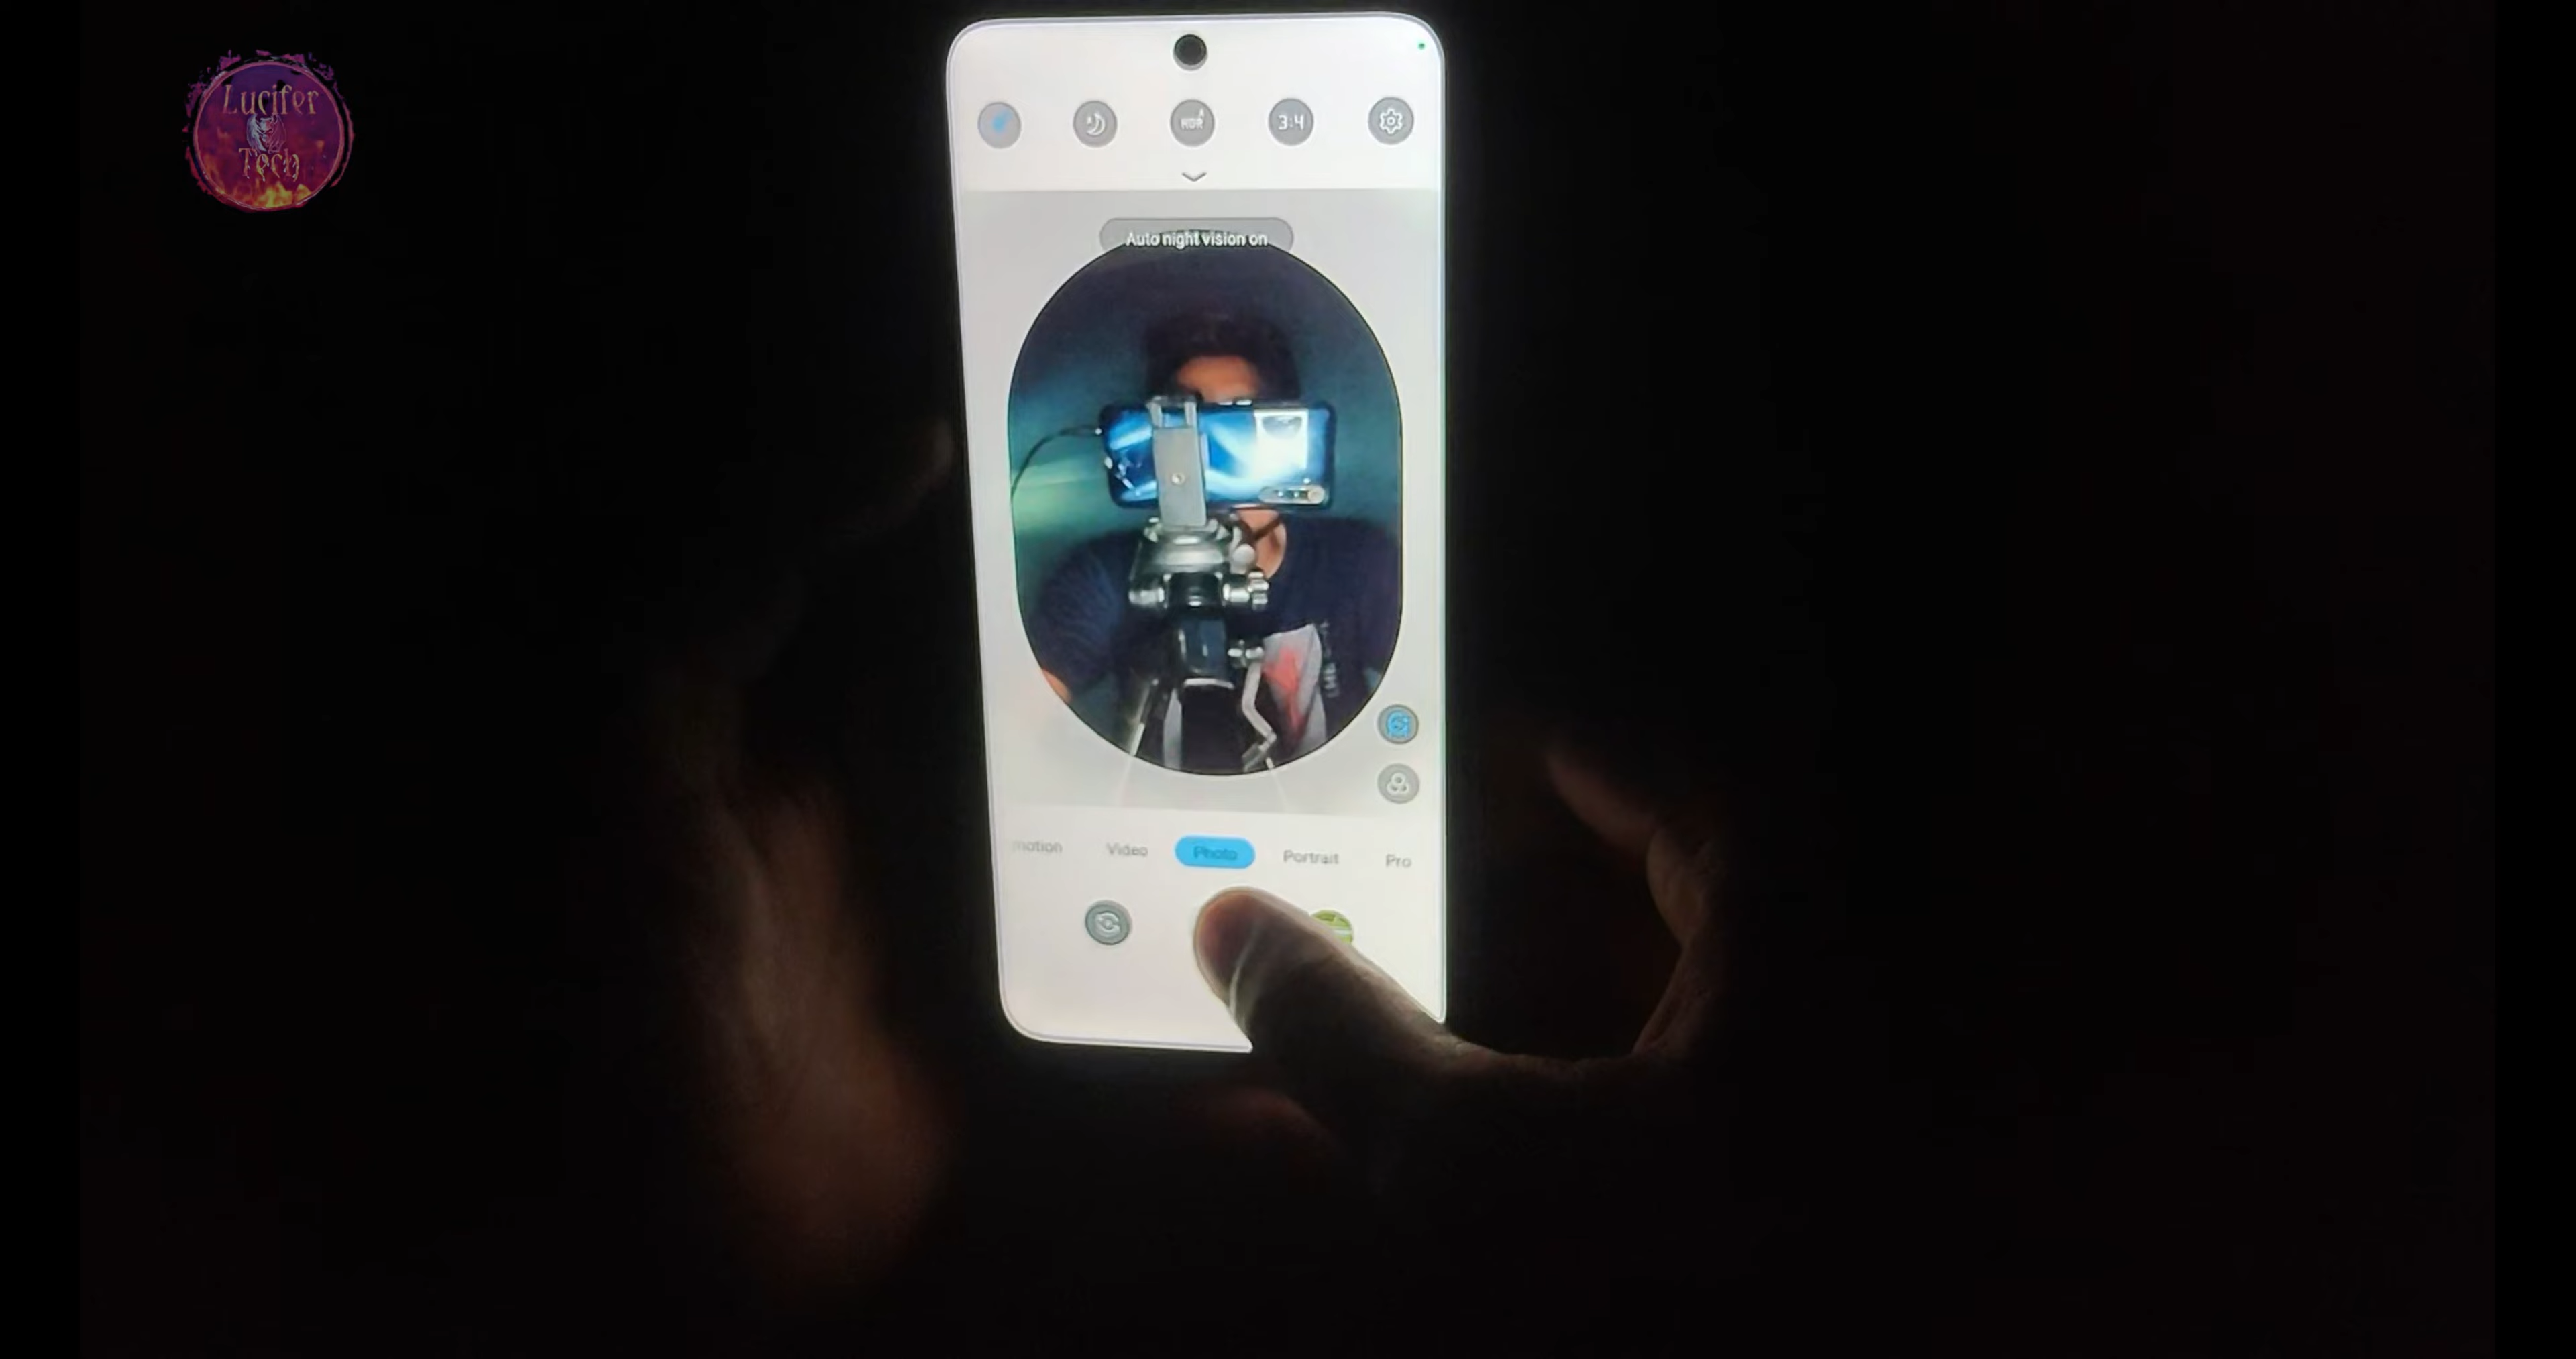 Lucifer
Tech
HDR
3:4
Auto night vision on
motion
Video
Photo
Portrait
Pro